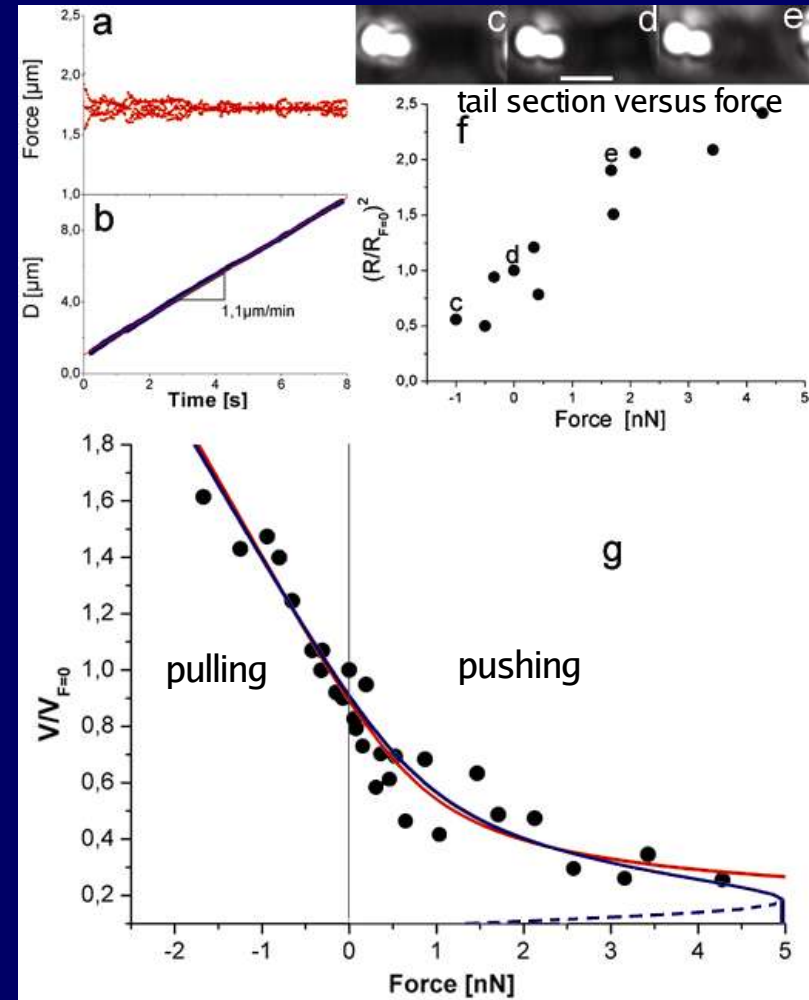 a
2,5
2,0
1,5
1,0
Force [µm]
b
8,0
4,0
0,0
D [µm]
1,1µm/min
0 2 4 6 8
Time [s]
c d e
tail section versus force
f
2,5
2,0
1,5
1,0
0,5
0,0
(R/R_F=0)²
c
d
e
-1 0 1 2 3 4 5
Force [nN]
g
1,8
1,6
1,4
1,2
1,0
0,8
0,6
0,4
0,2
V/V_F=0
pulling pushing
-2 -1 0 1 2 3 4 5
Force [nN]